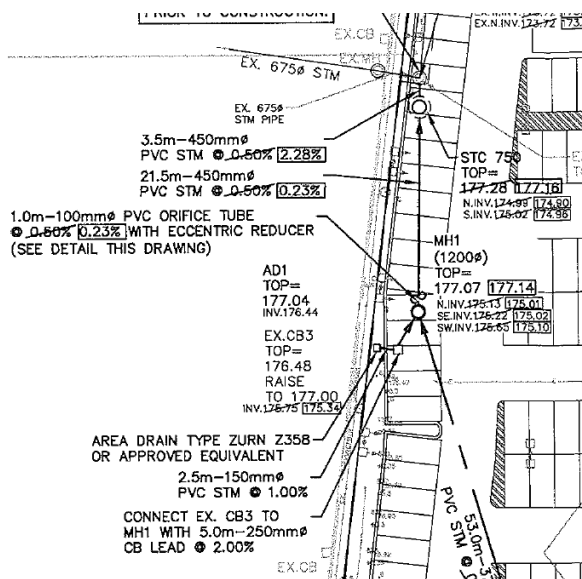 PRIOR TO CONSTRUCTION.
EX.CB
EX.MH
EX. 675ø STM
EX. 675ø
STM PIPE
EX.N.INV.173.72
3.5m-450mmø
PVC STM @ 0.50% 2.28%
21.5m-450mmø
PVC STM @ 0.50% 0.23%
1.0m-100mmø PVC ORIFICE TUBE
@ 0.50% 0.23% WITH ECCENTRIC REDUCER
(SEE DETAIL THIS DRAWING)
STC 750
TOP=
177.28 177.16
N.INV.174.99 174.90
S.INV.175.02 174.96
MH1
(1200ø)
TOP=
177.07 177.14
N.INV.175.13 175.01
SE.INV.175.22 175.02
SW.INV.175.63 175.10
AD1
TOP=
177.04
INV.176.44
EX.CB3
TOP=
176.48
RAISE
TO 177.00
INV.175.75 175.34
AREA DRAIN TYPE ZURN Z358
OR APPROVED EQUIVALENT
2.5m-150mmø
PVC STM @ 1.00%
CONNECT EX. CB3 TO
MH1 WITH 5.0m-250mmø
CB LEAD @ 2.00%
EX.CB
53.0m-3
PVC STM @